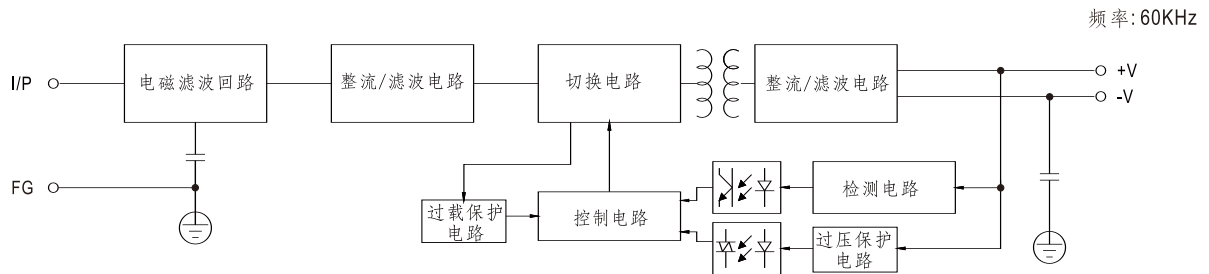 频率: 60KHz
I/P
电磁滤波回路
整流/滤波电路
切换电路
整流/滤波电路
+V
-V
FG
过载保护
电路
控制电路
检测电路
过压保护
电路